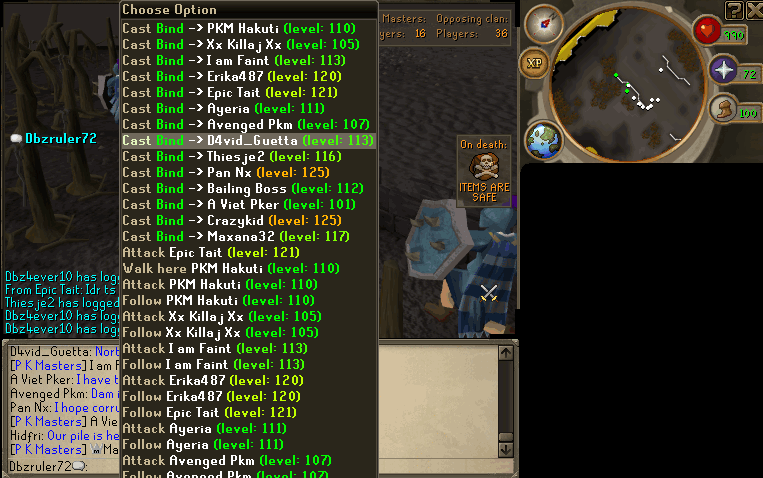 Choose Option
Cast Bind -> PKM Hakuti (level: 110)
Cast Bind -> Xx Killaj Xx (level: 105)
Cast Bind -> I am Faint (level: 113)
Cast Bind -> Erika487 (level: 120)
Cast Bind -> Epic Tait (level: 121)
Cast Bind -> Ayeria (level: 111)
Cast Bind -> Avenged Pkm (level: 107)
Cast Bind -> D4vid_Guetta (level: 113)
Cast Bind -> Thiesje2 (level: 116)
Cast Bind -> Pan Nx (level: 125)
Cast Bind -> Bailing Boss (level: 112)
Cast Bind -> A Viet Pker (level: 101)
Cast Bind -> Crazykid (level: 125)
Cast Bind -> Maxana32 (level: 117)
Attack Epic Tait (level: 121)
Walk here PKM Hakuti (level: 110)
Attack PKM Hakuti (level: 110)
Follow PKM Hakuti (level: 110)
Attack Xx Killaj Xx (level: 105)
Follow Xx Killaj Xx (level: 105)
Attack I am Faint (level: 113)
Follow I am Faint (level: 113)
Attack Erika487 (level: 120)
Follow Erika487 (level: 120)
Follow Epic Tait (level: 121)
Attack Ayeria (level: 111)
Follow Ayeria (level: 111)
Attack Avenged Pkm (level: 107)
Follow Avenged Pkm (level: 107)
Masters: Opposing clan:
yers: 16 Players: 36
On death:
ITEMS ARE
SAFE
XP
990
72
100
?
Dbzruler72
Dbz4ever10 has logg
From Epic Tait: Idr ts
Thiesje2 has logged
Dbz4ever10 has logg
Dbz4ever10 has logg
D4vid_Guetta: Nort
[P K Masters] I am F
A Viet Pker: I have t
Avenged Pkm: Dam i
Pan Nx: I hope corru
[P K Masters] A Vie
Hidfri: Our pile is he
[P K Masters] Ma
Dbzruler72: